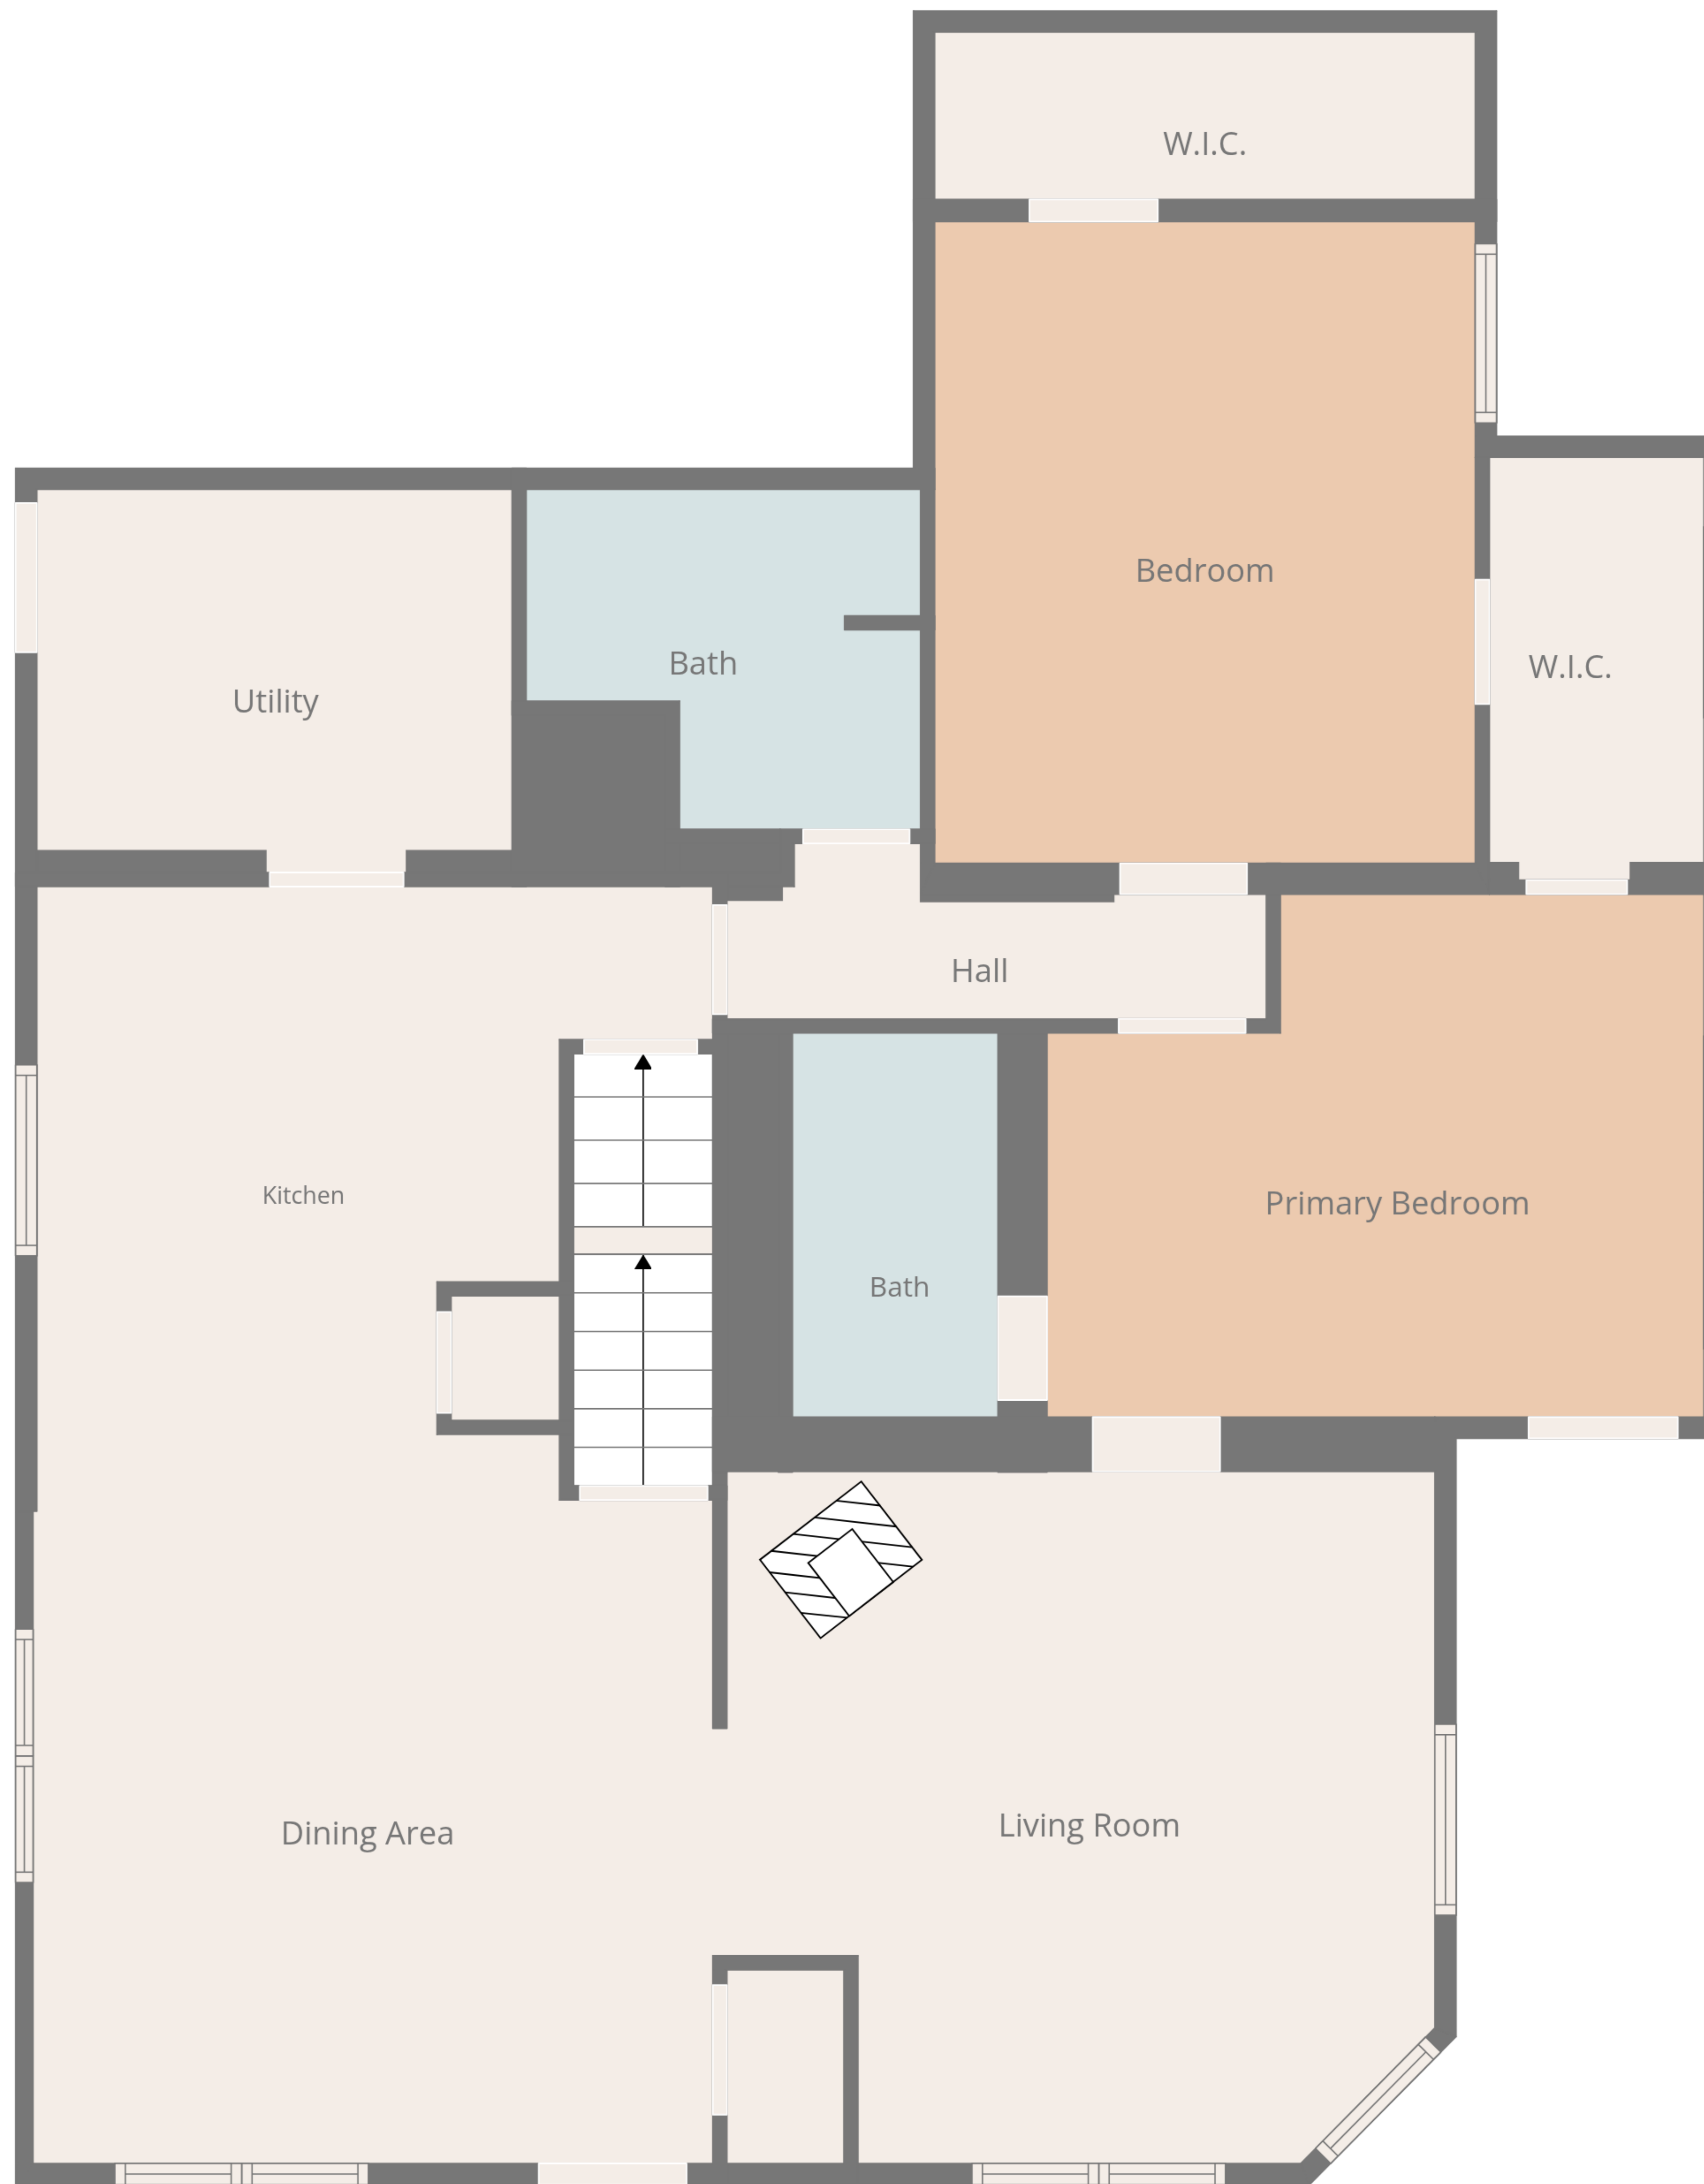 W.I.C.
Bedroom
Bath
W.I.C.
Utility
Hall
Kitchen
Primary Bedroom
Bath
Dining Area
Living Room